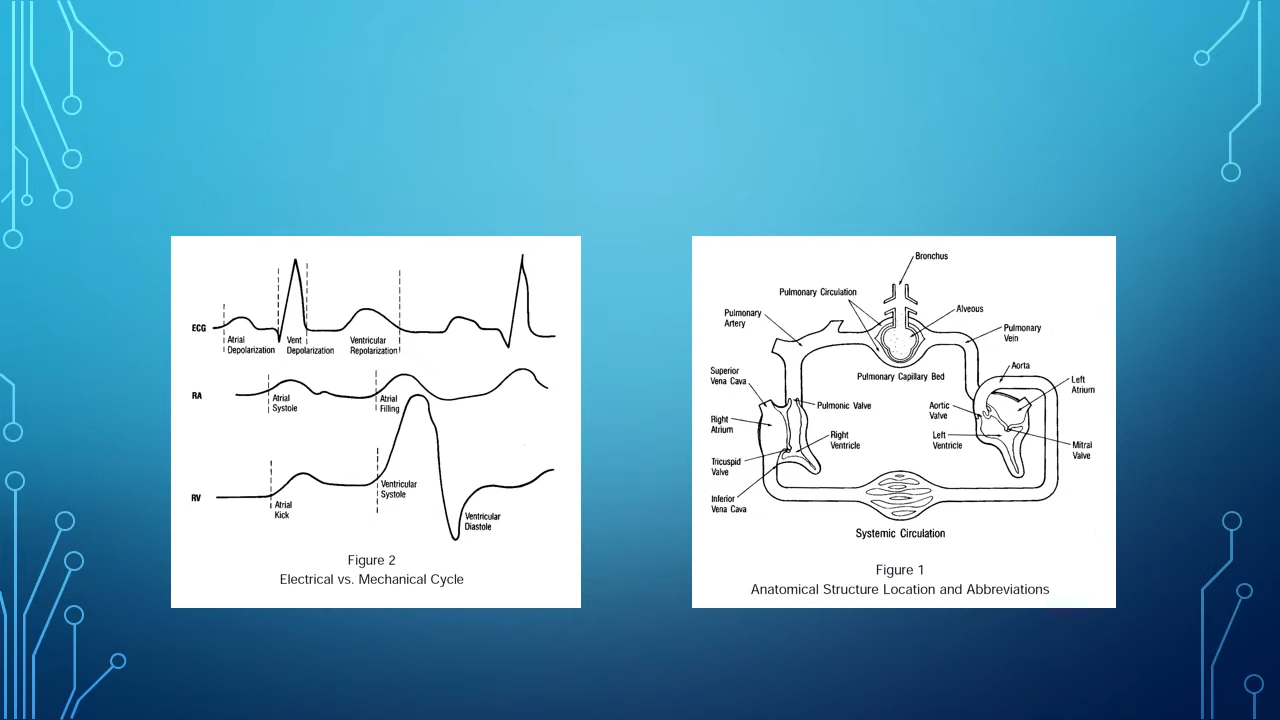 ECG
Atrial
Depolarization
Vent
Depolarization
Ventricular
Repolarization
RA
Atrial
Systole
Atrial
Filling
RV
Atrial
Kick
Ventricular
Systole
Ventricular
Diastole
Figure 2
Electrical vs. Mechanical Cycle
Bronchus
Pulmonary Circulation
Alveous
Pulmonary
Artery
Pulmonary
Vein
Pulmonary Capillary Bed
Aorta
Superior
Vena Cava
Left
Atrium
Pulmonic Valve
Aortic
Valve
Right
Atrium
Right
Ventricle
Left
Ventricle
Mitral
Valve
Tricuspid
Valve
Inferior
Vena Cava
Systemic Circulation
Figure 1
Anatomical Structure Location and Abbreviations